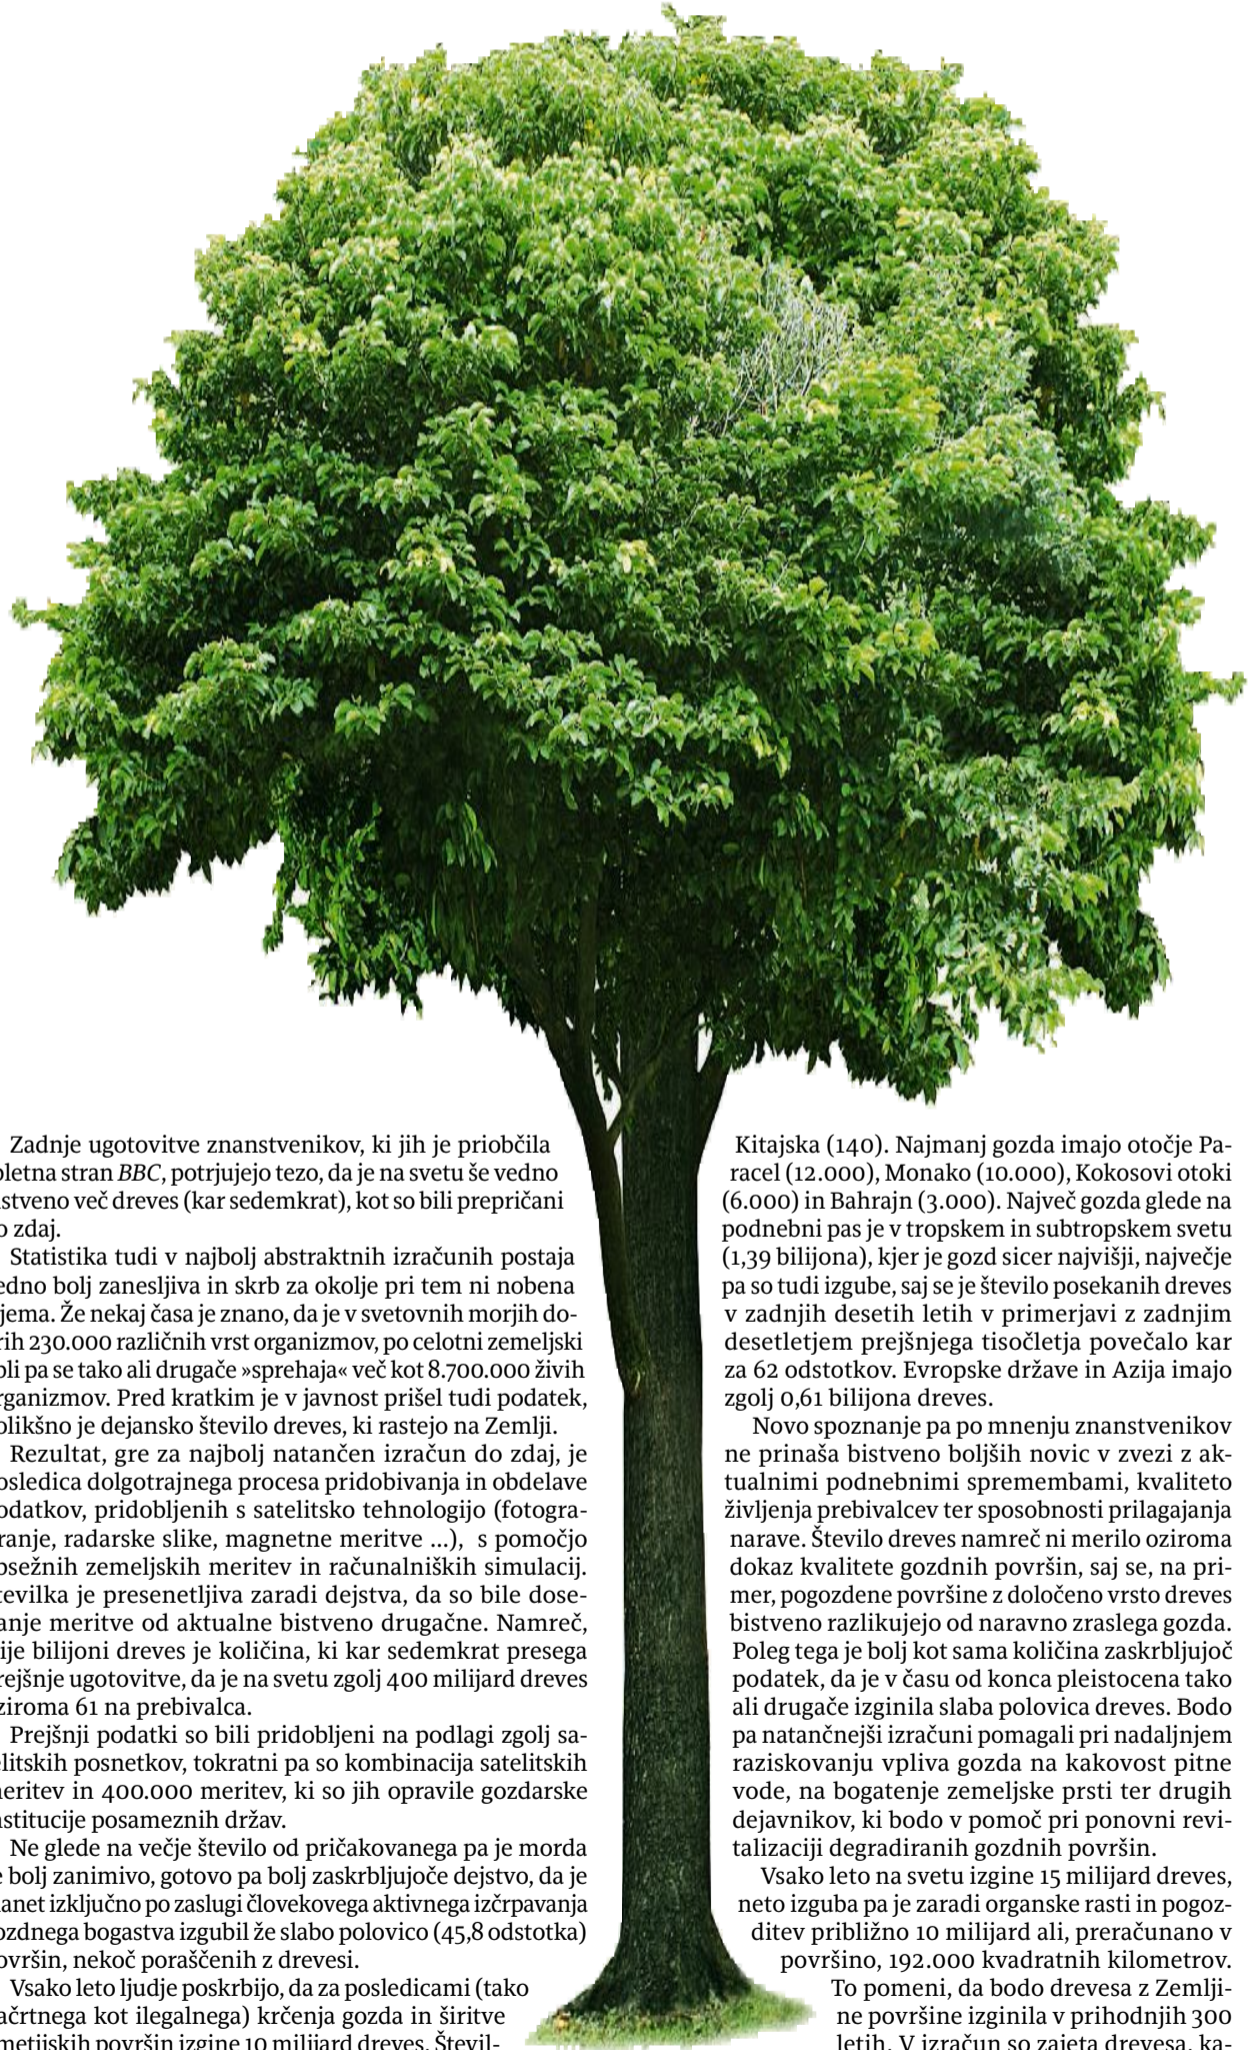 Zadnje ugotovitve znanstvenikov, ki jih je priobčila
pletna stran BBC, potrjujejo tezo, da je na svetu še vedno
stveno več dreves (kar sedemkrat), kot so bili prepričani
o zdaj.
Statistika tudi v najbolj abstraktnih izračunih postaja
edno bolj zanesljiva in skrb za okolje pri tem ni nobena
jema. Že nekaj časa je znano, da je v svetovnih morjih do-
rih 230.000 različnih vrst organizmov, po celotni zemeljski
bli pa se tako ali drugače »sprehaja« več kot 8.700.000 živih
rganizmov. Pred kratkim je v javnost prišel tudi podatek,
olikšno je dejansko število dreves, ki rastejo na Zemlji.
Rezultat, gre za najbolj natančen izračun do zdaj, je
osledica dolgotrajnega procesa pridobivanja in obdelave
odatkov, pridobljenih s satelitsko tehnologijo (fotogra-
ranje, radarske slike, magnetne meritve ...), s pomočjo
bsežnih zemeljskih meritev in računalniških simulacij.
tevilka je presenetljiva zaradi dejstva, da so bile dose-
anje meritve od aktualne bistveno drugačne. Namreč,
ije bilijoni dreves je količina, ki kar sedemkrat presega
rejšnje ugotovitve, da je na svetu zgolj 400 milijard dreves
ziroma 61 na prebivalca.
Prejšnji podatki so bili pridobljeni na podlagi zgolj sa-
elitskih posnetkov, tokratni pa so kombinacija satelitskih
meritev in 400.000 meritev, ki so jih opravile gozdarske
nstitucije posameznih držav.
Ne glede na večje število od pričakovanega pa je morda
e bolj zanimivo, gotovo pa bolj zaskrbljujoče dejstvo, da je
lanet izključno po zaslugi človekovega aktivnega izčrpavanja
ozdnega bogastva izgubil že slabo polovico (45,8 odstotka)
ovršin, nekoč poraščenih z drevesi.
Vsako leto ljudje poskrbijo, da za posledicami (tako
ačrtnega kot ilegalnega) krčenja gozda in širitve
metijskih površin izgine 10 milijard dreves. Števil-
Kitajska (140). Najmanj gozda imajo otočje Pa-
racel (12.000), Monako (10.000), Kokosovi otoki
(6.000) in Bahrajn (3.000). Največ gozda glede na
podnebni pas je v tropskem in subtropskem svetu
(1,39 bilijona), kjer je gozd sicer najvišji, največje
pa so tudi izgube, saj se je število posekanih dreves
v zadnjih desetih letih v primerjavi z zadnjim
desetletjem prejšnjega tisočletja povečalo kar
za 62 odstotkov. Evropske države in Azija imajo
zgolj 0,61 bilijona dreves.
Novo spoznanje pa po mnenju znanstvenikov
ne prinaša bistveno boljših novic v zvezi z ak-
tualnimi podnebnimi spremembami, kvaliteto
življenja prebivalcev ter sposobnosti prilagajanja
narave. Število dreves namreč ni merilo oziroma
dokaz kvalitete gozdnih površin, saj se, na pri-
mer, pogozdene površine z določeno vrsto dreves
bistveno razlikujejo od naravno zraslega gozda.
Poleg tega je bolj kot sama količina zaskrbljujoč
podatek, da je v času od konca pleistocena tako
ali drugače izginila slaba polovica dreves. Bodo
pa natančnejši izračuni pomagali pri nadaljnjem
raziskovanju vpliva gozda na kakovost pitne
vode, na bogatenje zemeljske prsti ter drugih
dejavnikov, ki bodo v pomoč pri ponovni revi-
talizaciji degradiranih gozdnih površin.
Vsako leto na svetu izgine 15 milijard dreves,
neto izguba pa je zaradi organske rasti in pogoz-
ditev približno 10 milijard ali, preračunano v
površino, 192.000 kvadratnih kilometrov.
To pomeni, da bodo drevesa z Zemlji-
ne površine izginila v prihodnjih 300
letih. V izračun so zajeta drevesa, ka-